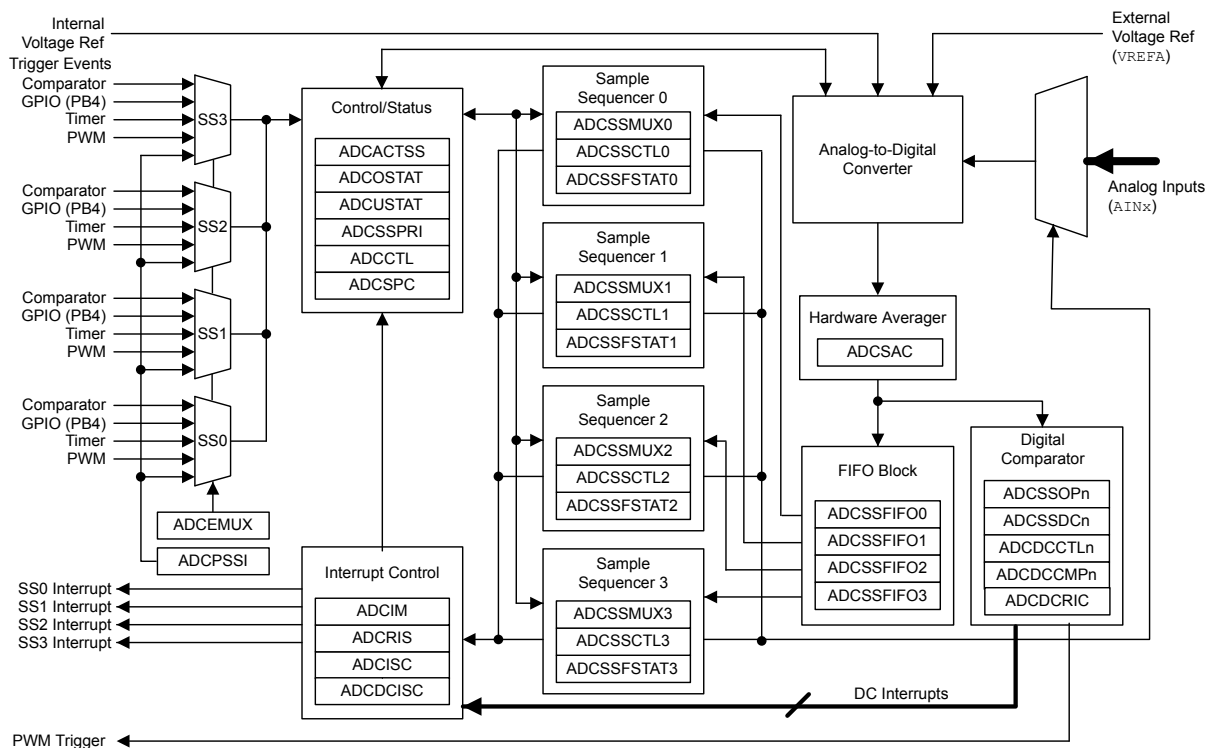 Internal
Voltage Ref
External
Voltage Ref
(VREFA)
Trigger Events
Comparator
GPIO (PB4)
Timer
PWM
SS3
Comparator
GPIO (PB4)
Timer
PWM
SS2
Comparator
GPIO (PB4)
Timer
PWM
SS1
Comparator
GPIO (PB4)
Timer
PWM
SS0
ADCEMUX
ADCPSSI
Control/Status
ADCACTSS
ADCOSTAT
ADCUSTAT
ADCSSPRI
ADCCTL
ADCSPC
Sample
Sequencer 0
ADCSSMUX0
ADCSSCTL0
ADCSSFSTAT0
Sample
Sequencer 1
ADCSSMUX1
ADCSSCTL1
ADCSSFSTAT1
Sample
Sequencer 2
ADCSSMUX2
ADCSSCTL2
ADCSSFSTAT2
Sample
Sequencer 3
ADCSSMUX3
ADCSSCTL3
ADCSSFSTAT3
Analog-to-Digital
Converter
Analog Inputs
(AINx)
Hardware Averager
ADCSAC
FIFO Block
ADCSSFIFO0
ADCSSFIFO1
ADCSSFIFO2
ADCSSFIFO3
Digital
Comparator
ADCSSOPn
ADCSSDCn
ADCDCCTLn
ADCDCCMPn
ADCDCRIC
Interrupt Control
ADCIM
ADCRIS
ADCISC
ADCDCISC
SS0 Interrupt
SS1 Interrupt
SS2 Interrupt
SS3 Interrupt
DC Interrupts
PWM Trigger